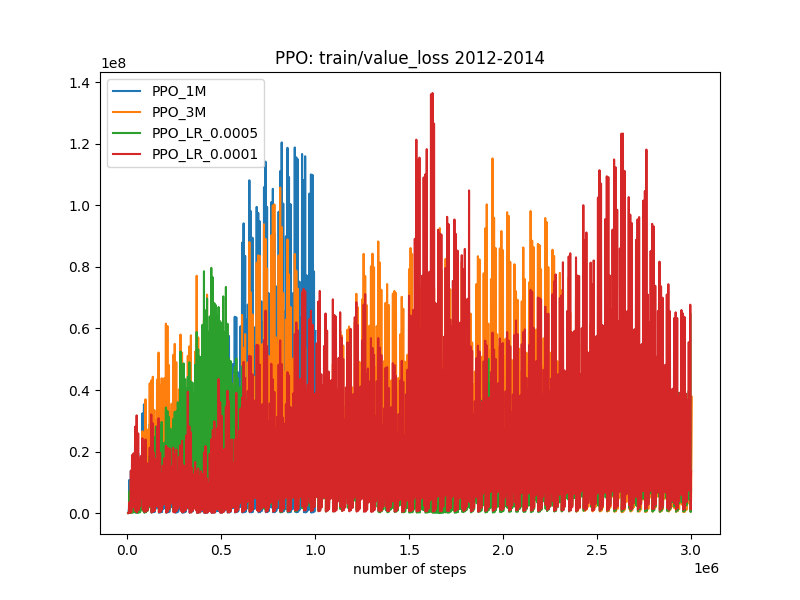 PPO: train/value_loss 2012-2014
1e8
1.4
1.2
1.0
0.8
0.6
0.4
0.2
0.0
PPO_1M
PPO_3M
PPO_LR_0.0005
PPO_LR_0.0001
0.0 0.5 1.0 1.5 2.0 2.5 3.0
number of steps
1e6